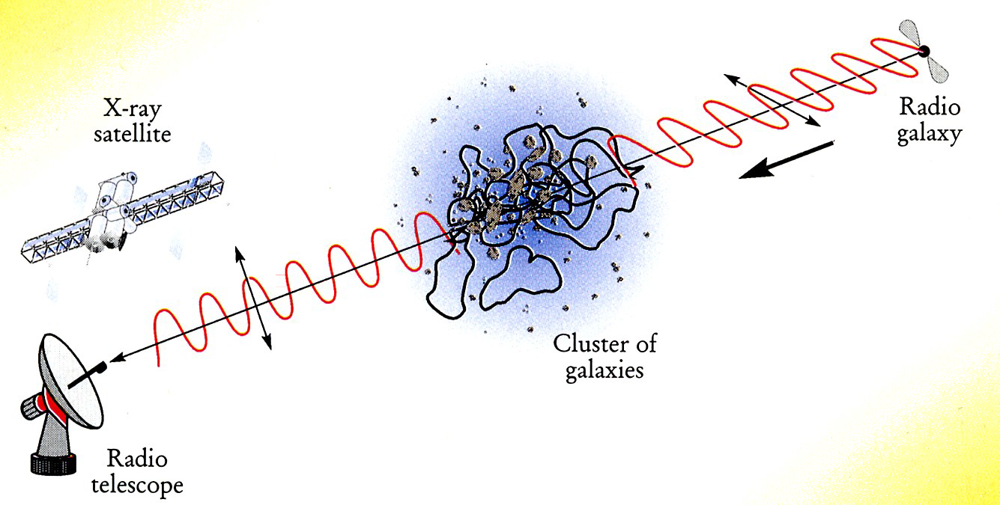 X-ray
satellite
Radio
galaxy
Cluster of
galaxies
Radio
telescope